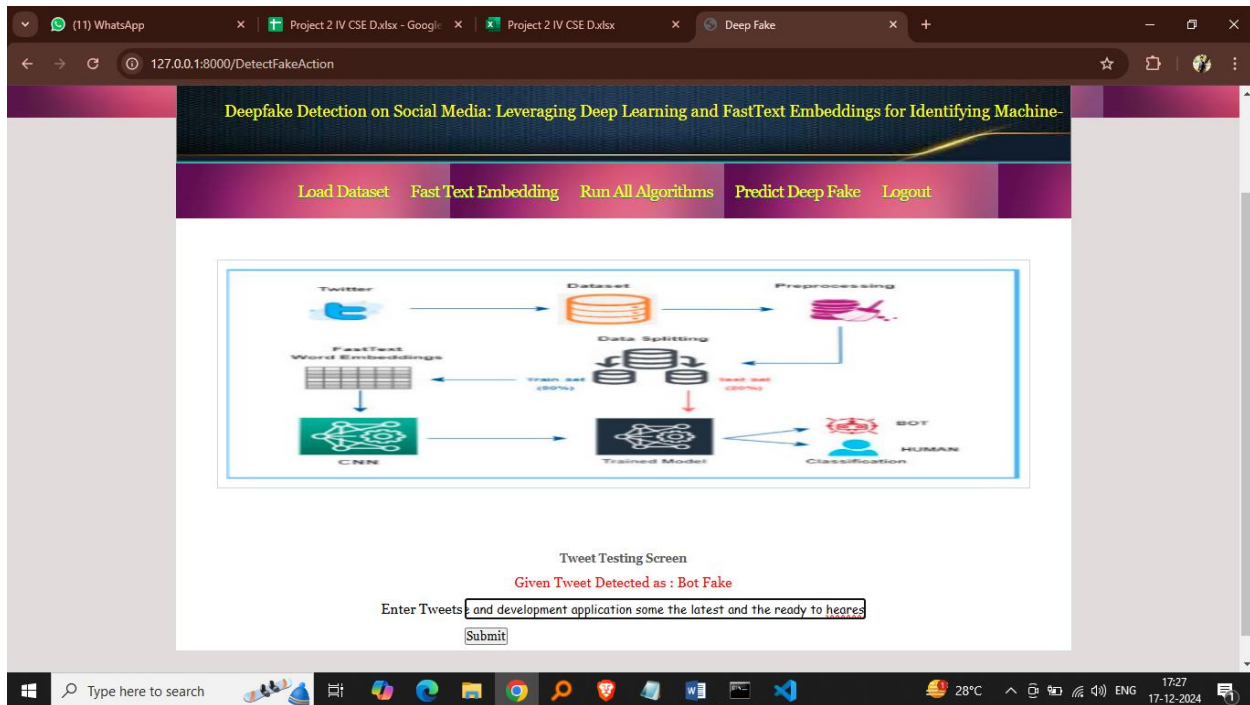 (11) WhatsApp
Project 2 IV CSE D.xlsx - Google
Project 2 IV CSE D.xlsx
Deep Fake
127.0.0.1:8000/DetectFakeAction
Deepfake Detection on Social Media: Leveraging Deep Learning and FastText Embeddings for Identifying Machine-
Load Dataset Fast Text Embedding Run All Algorithms Predict Deep Fake Logout
Twitter
Dataset
Preprocessing
Data Splitting
FastText
Word Embeddings
Train set
(80%)
Test set
(20%)
BOT
HUMAN
CNN
Trained Model
Classification
Tweet Testing Screen
Given Tweet Detected as : Bot Fake
Enter Tweets and development application some the latest and the ready to heares
Submit
Type here to search
28°C
ENG
17:27
17-12-2024